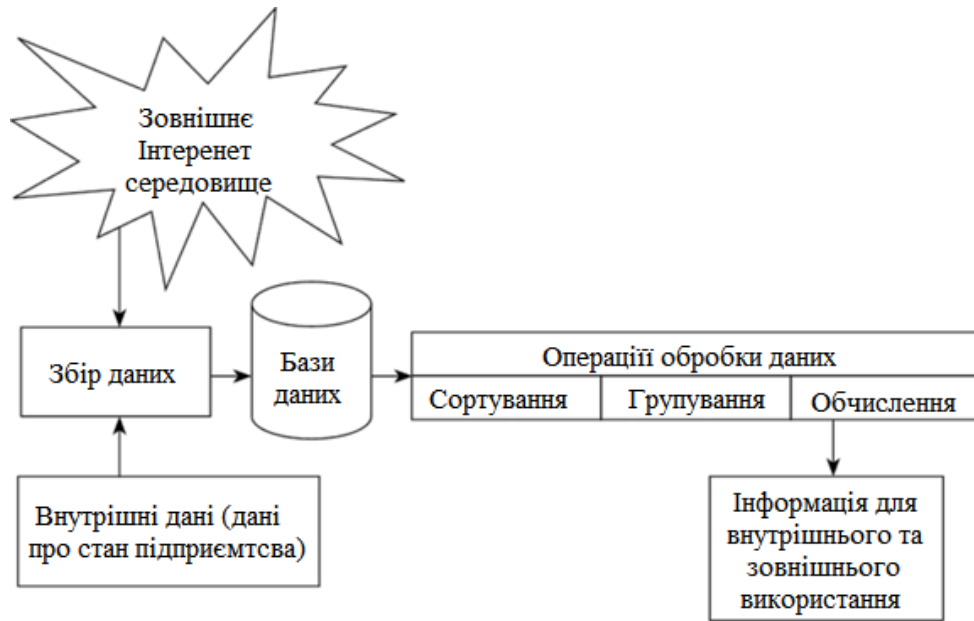 Зовнішнє
Інтеренет
середовище
Збір даних
Бази
даних
Операціїї обробки даних
Сортування
Групування
Обчислення
Внутрішні дані (дані
про стан підприємтсва)
Інформація для
внутрішнього та
зовнішнього
використання